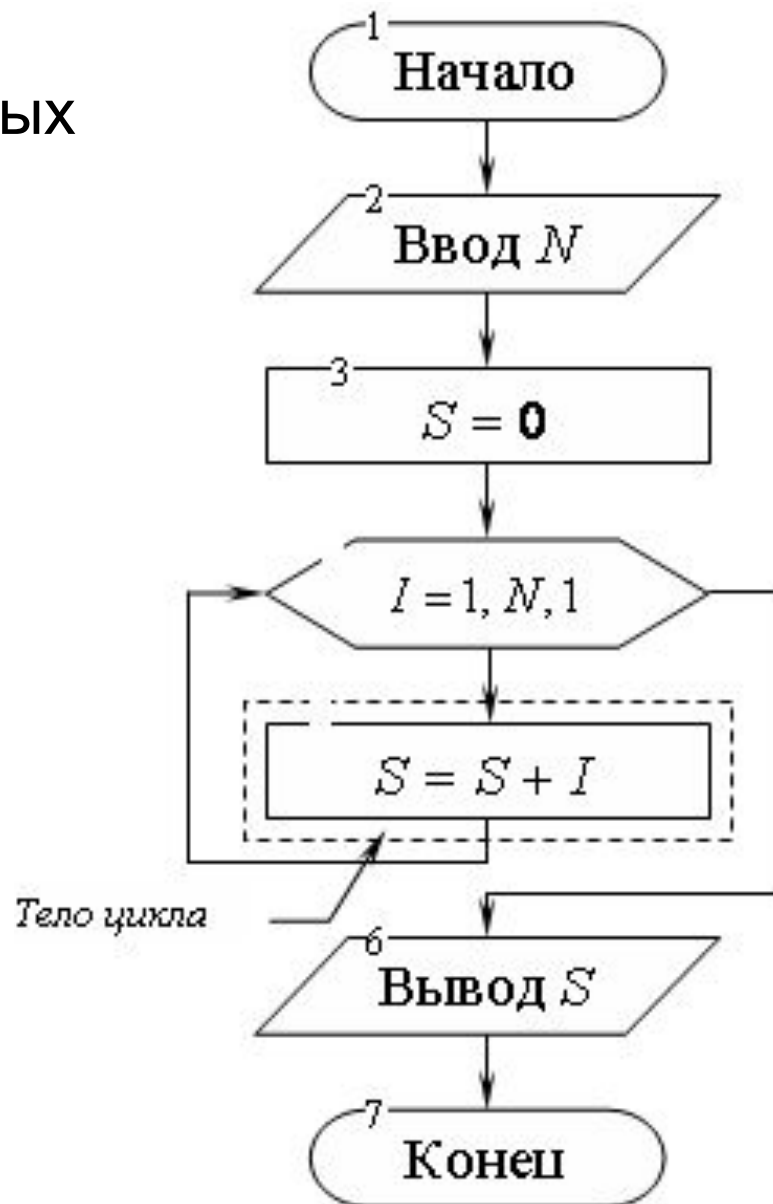 ых
1
Начало
2
Ввод N
3
S = 0
I = 1, N, 1
S = S + I
Тело цикла
6
Вывод S
7
Конец